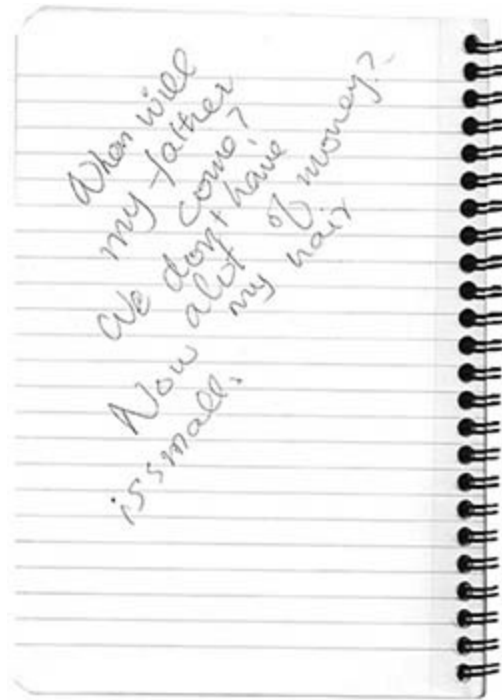 When will
my father
come?
We don't have
alot of money?
Now my hair
is small.